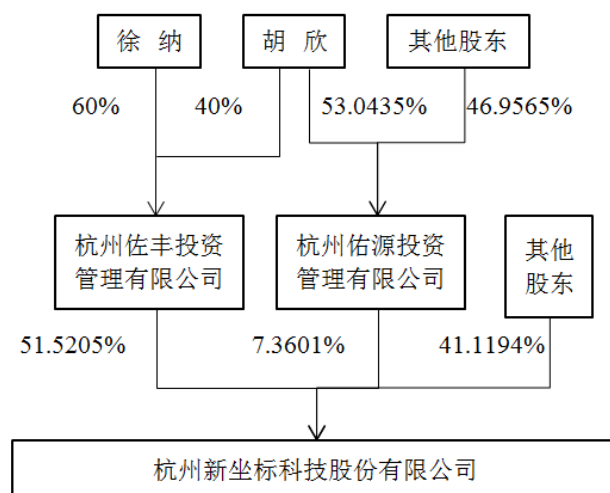 徐 纳
胡 欣
其他股东
60%
40%
53.0435%
46.9565%
杭州佐丰投资
管理有限公司
杭州佑源投资
管理有限公司
其他
股东
51.5205%
7.3601%
41.1194%
杭州新坐标科技股份有限公司